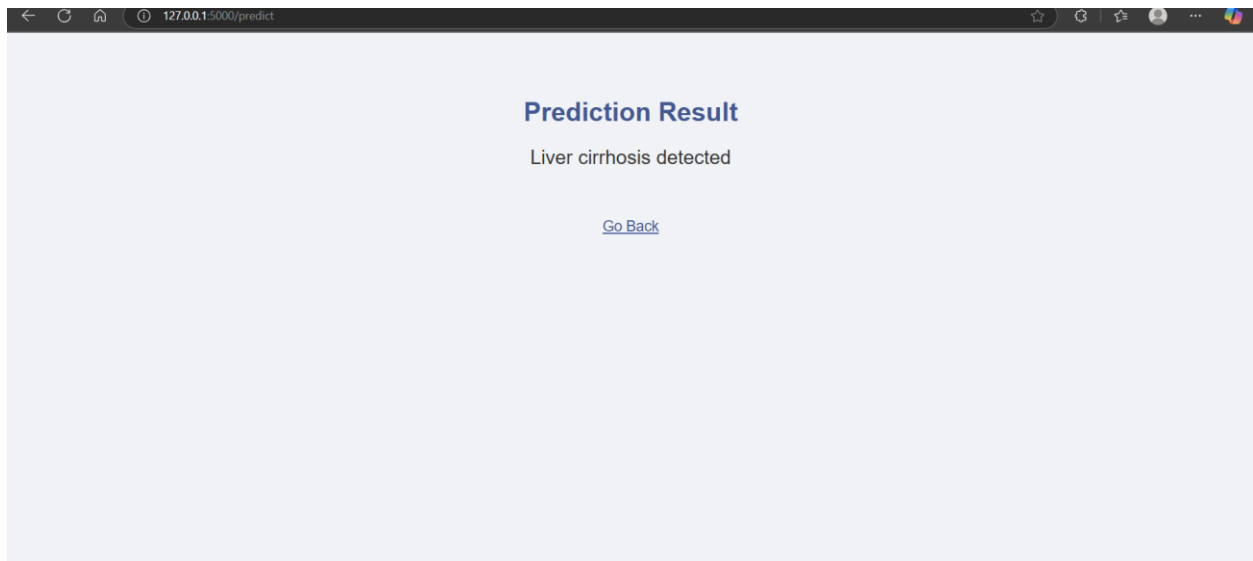 127.0.0.1:5000/predict
Prediction Result
Liver cirrhosis detected
Go Back